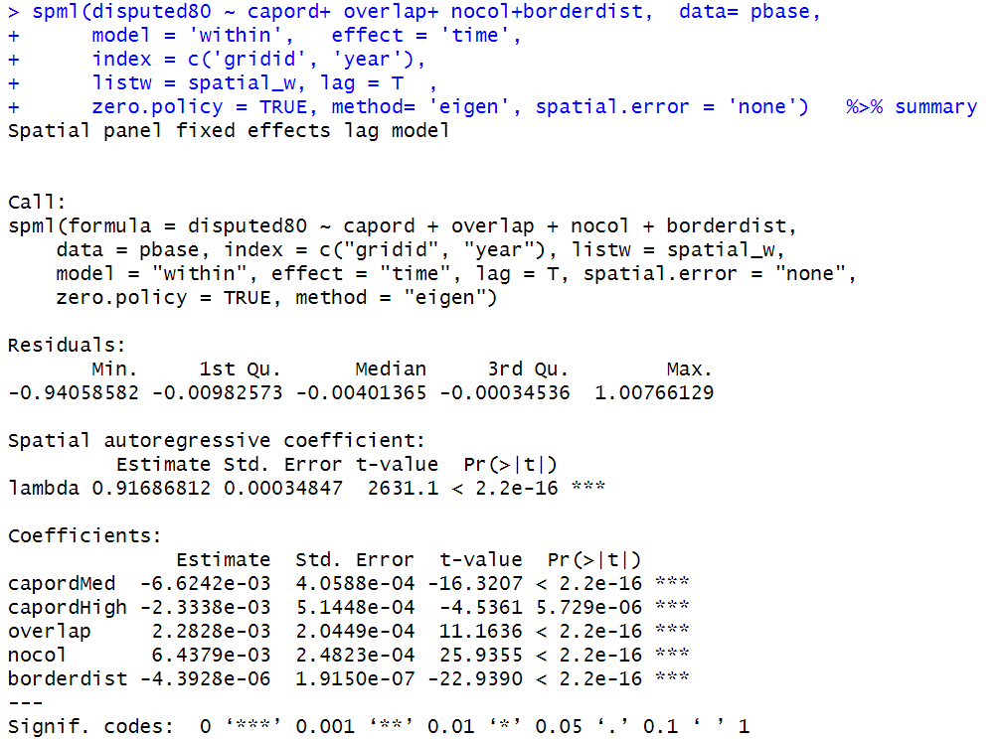 > spml(disputed80 ~ capord+ overlap+ nocol+borderdist,  data= pbase,
+      model = 'within',   effect = 'time',
+      index = c('gridid', 'year'),
+      listw = spatial_w, lag = T  ,
+      zero.policy = TRUE, method= 'eigen', spatial.error = 'none')   %>% summary
Spatial panel fixed effects lag model
Call:
spml(formula = disputed80 ~ capord + overlap + nocol + borderdist,
    data = pbase, index = c("gridid", "year"), listw = spatial_w,
    model = "within", effect = "time", lag = T, spatial.error = "none",
    zero.policy = TRUE, method = "eigen")
Residuals:
       Min.     1st Qu.      Median     3rd Qu.        Max.
-0.94058582 -0.00982573 -0.00401365 -0.00034536  1.00766129
Spatial autoregressive coefficient:
         Estimate Std. Error t-value  Pr(>|t|)
lambda 0.91686812 0.00034847  2631.1 < 2.2e-16 ***
Coefficients:
              Estimate  Std. Error  t-value  Pr(>|t|)
capordMed  -6.6242e-03  4.0588e-04 -16.3207 < 2.2e-16 ***
capordHigh -2.3338e-03  5.1448e-04  -4.5361 5.729e-06 ***
overlap     2.2828e-03  2.0449e-04  11.1636 < 2.2e-16 ***
nocol       6.4379e-03  2.4823e-04  25.9355 < 2.2e-16 ***
borderdist -4.3928e-06  1.9150e-07 -22.9390 < 2.2e-16 ***
---
Signif. codes:  0 ‘***’ 0.001 ‘**’ 0.01 ‘*’ 0.05 ‘.’ 0.1 ‘ ’ 1